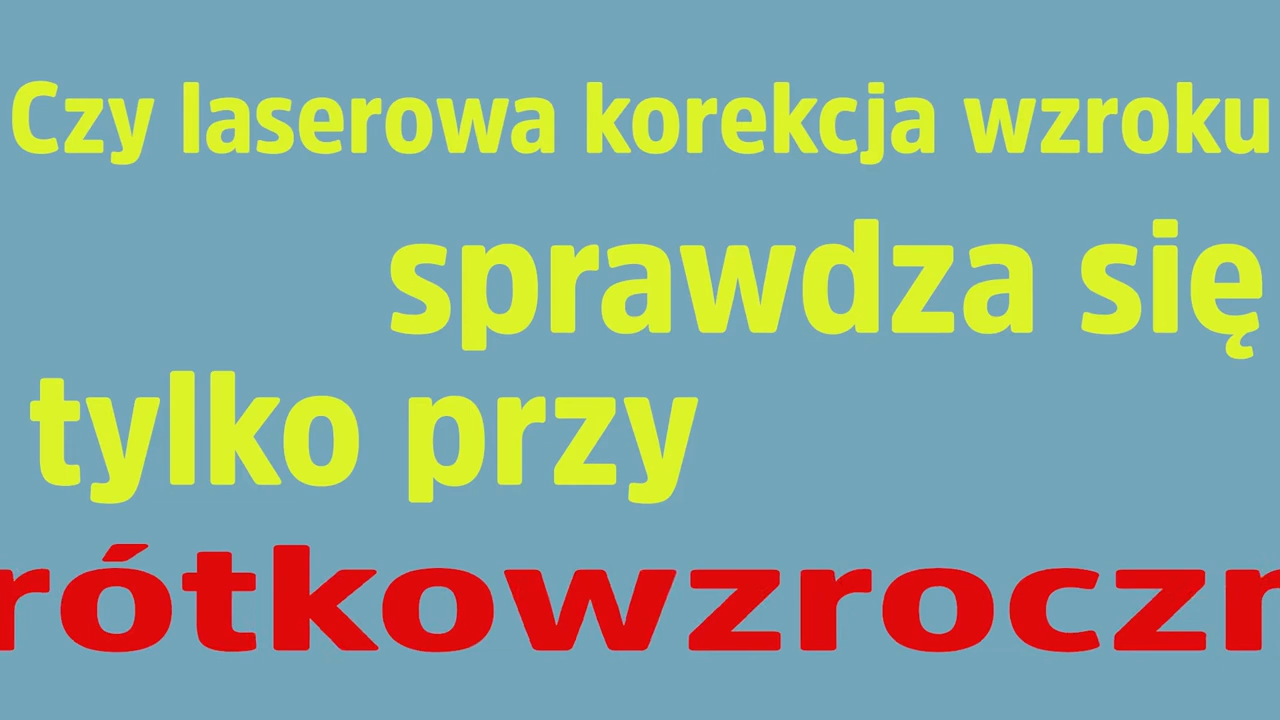 Czy laserowa korekcja wzroku
sprawdza się
tylko przy
rótkowzroczn